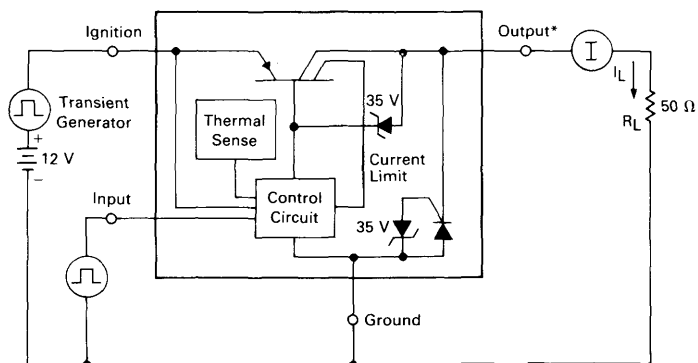 Ignition
Output*
I
I_L
Transient
Generator
+
12 V
−
Thermal
Sense
35 V
50 Ω
R_L
Current
Limit
Input
Control
Circuit
35 V
Ground